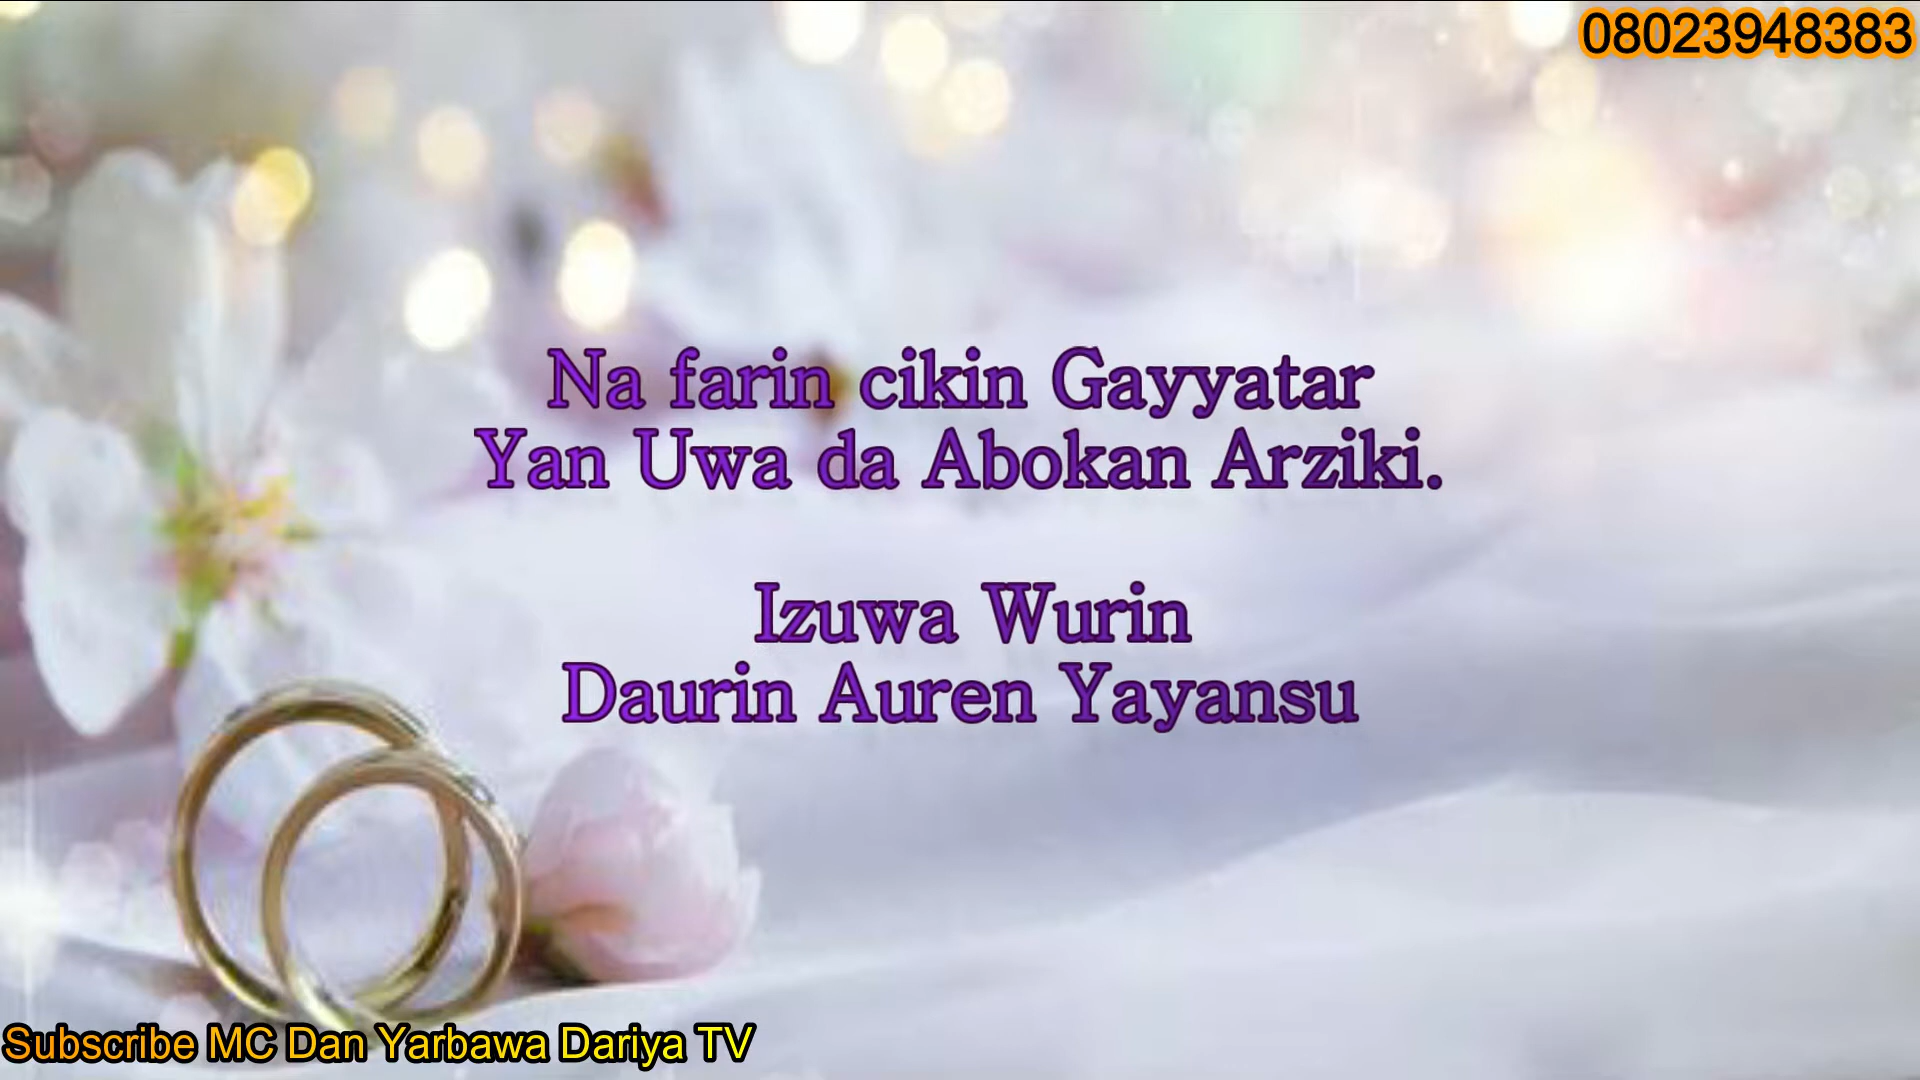 08023948383
Na farin cikin Gayyatar
Yan Uwa da Abokan Arziki.
Izuwa Wurin
Daurin Auren Yayansu
Subscribe MC Dan Yarbawa Dariya TV